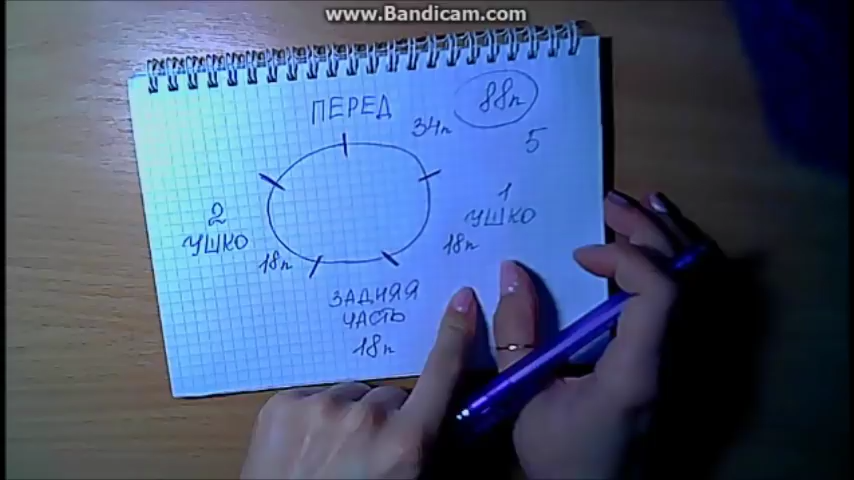 www.Bandicam.com
ПЕРЕД
34п
88п
5
1
УШКО
18п
2
УШКО
18п
ЗАДНЯЯ
ЧАСТЬ
18п